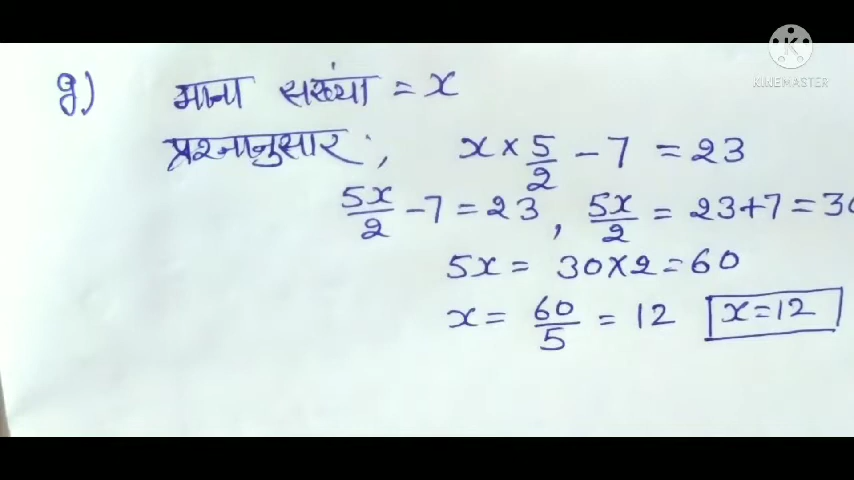 KINEMASTER
g) माना सख्यां = x
प्रश्नानुसार, x × 5/2 - 7 = 23
5x/2 - 7 = 23, 5x/2 = 23+7 = 30
5x = 30×2 = 60
x = 60/5 = 12 x=12